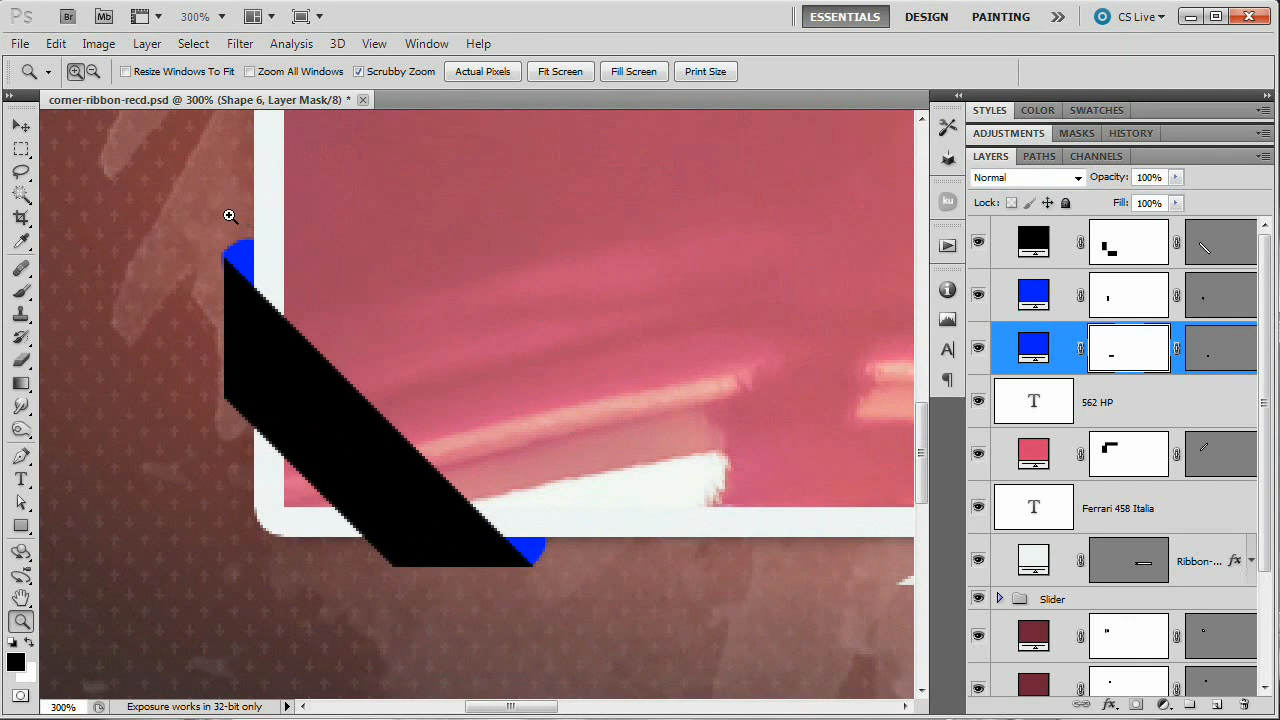 Ps Br Mb 300% ESSENTIALS DESIGN PAINTING CS Live
File Edit Image Layer Select Filter Analysis 3D View Window Help
Resize Windows To Fit Zoom All Windows Scrubby Zoom Actual Pixels Fit Screen Fill Screen Print Size
corner-ribbon-recd.psd @ 300% (Shape 6, Layer Mask/8) *
STYLES COLOR SWATCHES
ADJUSTMENTS MASKS HISTORY
LAYERS PATHS CHANNELS
Normal Opacity: 100%
Lock: Fill: 100%
ku
T 562 HP
T Ferrari 458 Italia
Ribbon-... fx
Slider
300% Exposure works in 32-bit only
fx